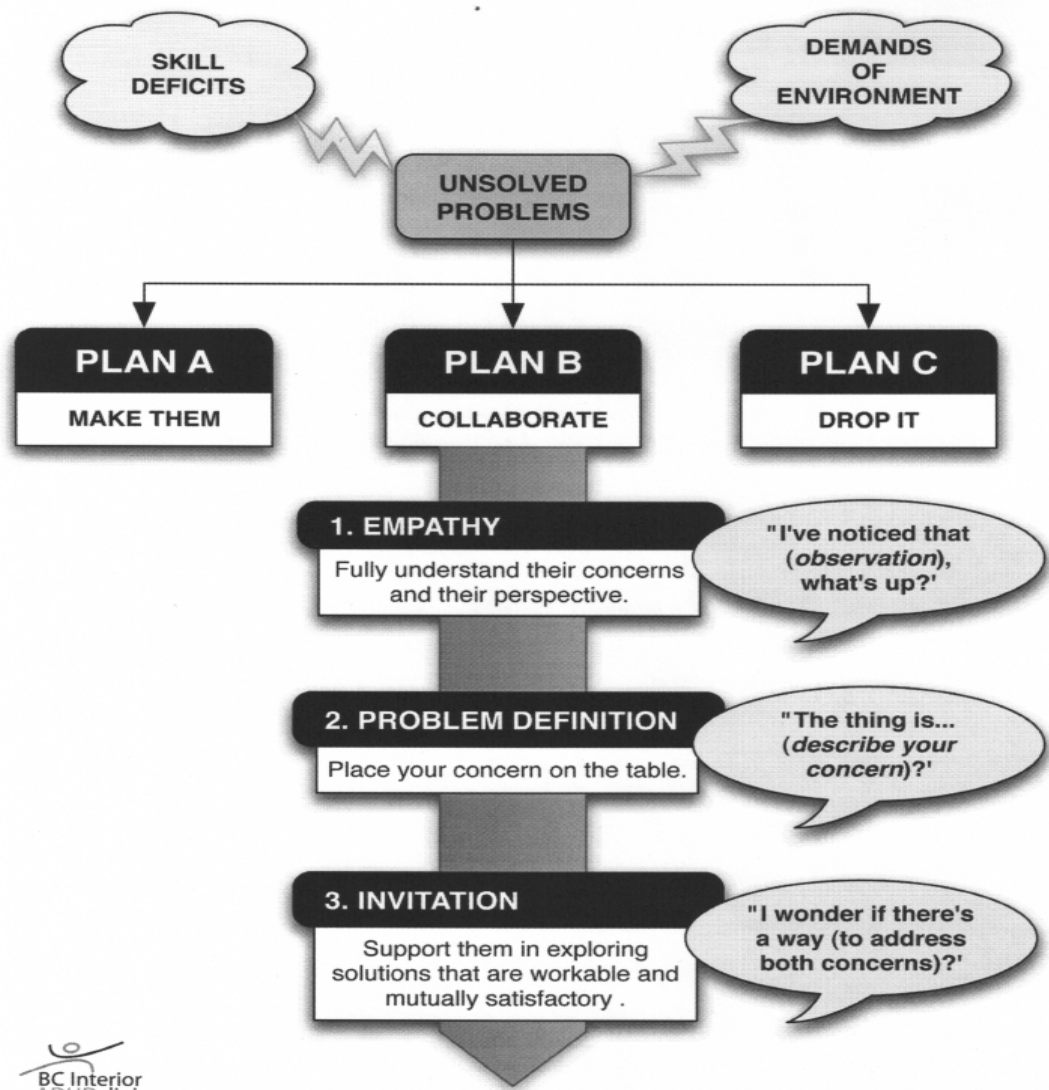 SKILL
DEFICITS
DEMANDS
OF
ENVIRONMENT
UNSOLVED
PROBLEMS
PLAN A
MAKE THEM
PLAN B
COLLABORATE
PLAN C
DROP IT
1. EMPATHY
Fully understand their concerns
and their perspective.
"I've noticed that
(observation),
what's up?'
2. PROBLEM DEFINITION
Place your concern on the table.
"The thing is...
(describe your
concern)?'
3. INVITATION
Support them in exploring
solutions that are workable and
mutually satisfactory .
"I wonder if there's
a way (to address
both concerns)?'
BC Interior